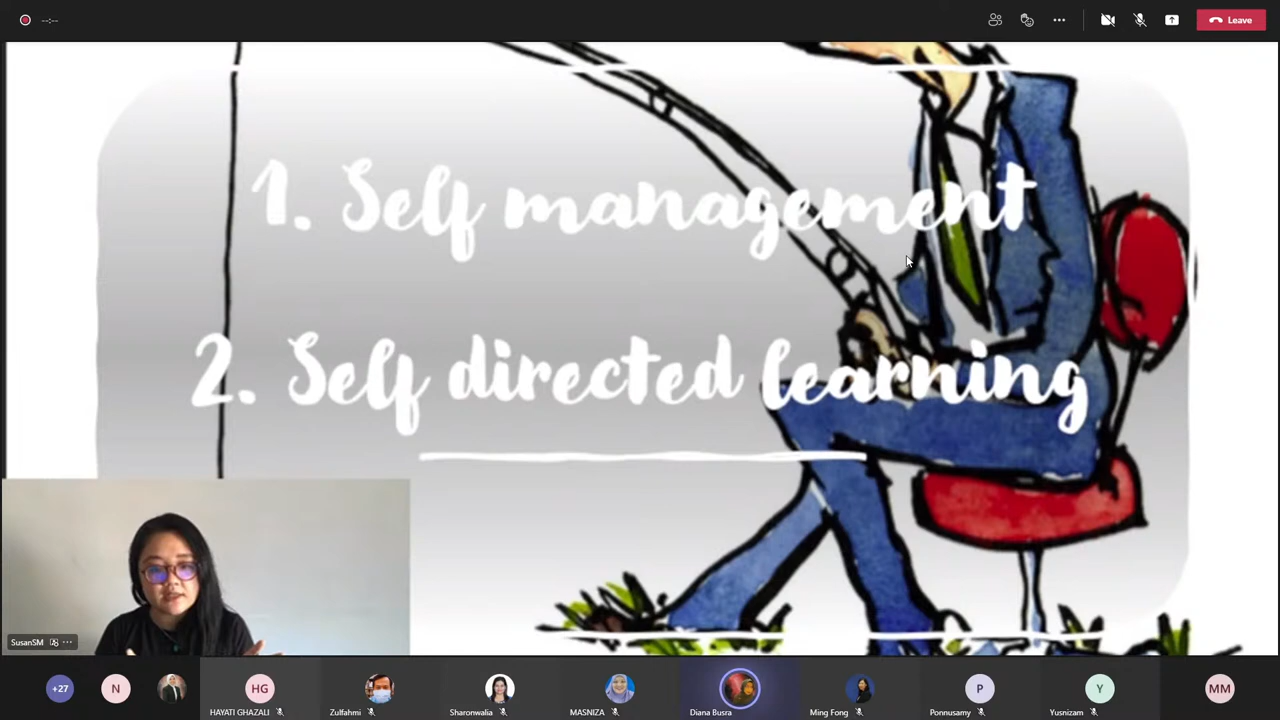 --:--
Leave
1. Self management
2. Self directed learning
SusanSM
+27
N
HG
P
Y
MM
HAYATI GHAZALI
Zulfahmi
Sharonwalia
MASNIZA
Diana Busra
Ming Fong
Ponnusamy
Yusnizam